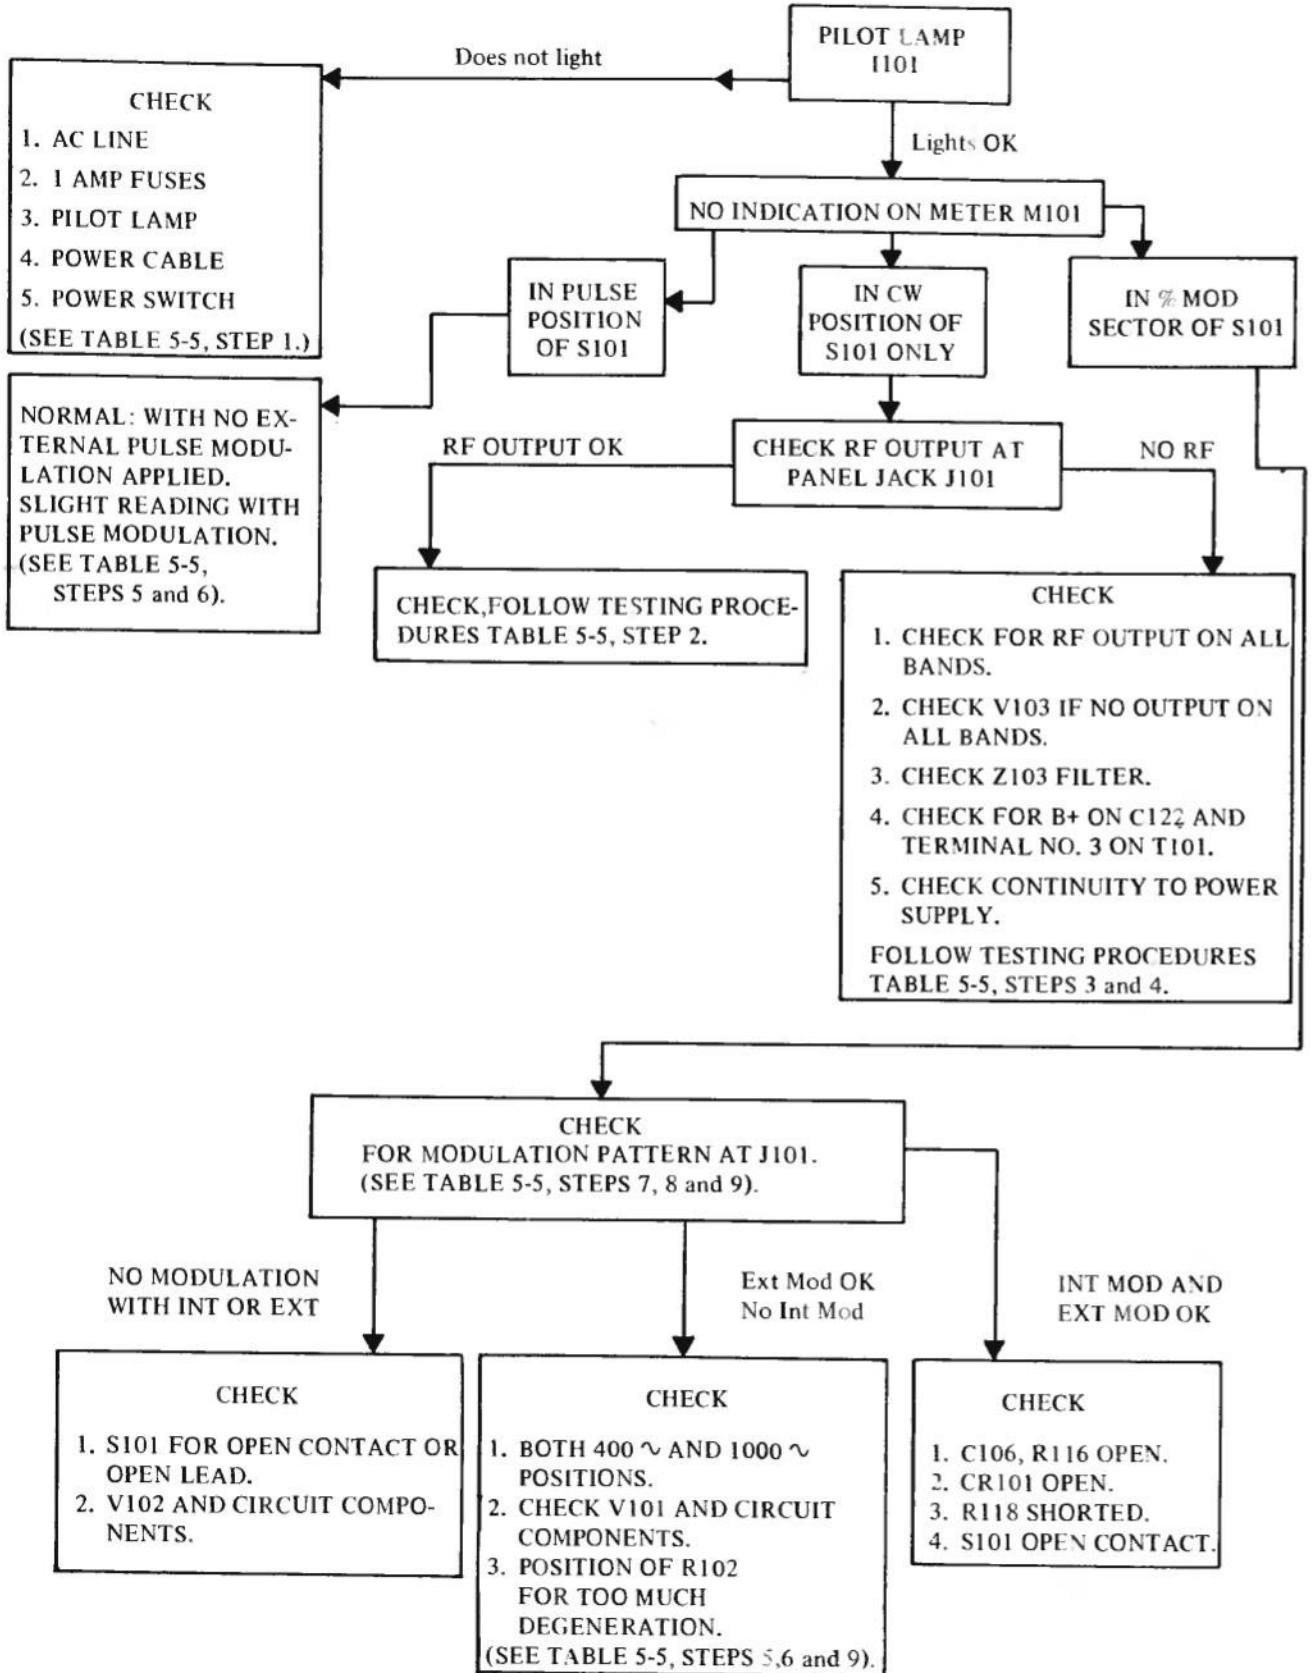 PILOT LAMP
I101
Does not light
Lights OK
CHECK
1. AC LINE
2. 1 AMP FUSES
3. PILOT LAMP
4. POWER CABLE
5. POWER SWITCH
(SEE TABLE 5-5, STEP 1.)
NO INDICATION ON METER M101
IN PULSE
POSITION
OF S101
IN CW
POSITION OF
S101 ONLY
IN % MOD
SECTOR OF S101
NORMAL: WITH NO EX-
TERNAL PULSE MODU-
LATION APPLIED.
SLIGHT READING WITH
PULSE MODULATION.
(SEE TABLE 5-5,
STEPS 5 and 6).
RF OUTPUT OK
CHECK RF OUTPUT AT
PANEL JACK J101
NO RF
CHECK,FOLLOW TESTING PROCE-
DURES TABLE 5-5, STEP 2.
CHECK
1. CHECK FOR RF OUTPUT ON ALL
BANDS.
2. CHECK V103 IF NO OUTPUT ON
ALL BANDS.
3. CHECK Z103 FILTER.
4. CHECK FOR B+ ON C122 AND
TERMINAL NO. 3 ON T101.
5. CHECK CONTINUITY TO POWER
SUPPLY.
FOLLOW TESTING PROCEDURES
TABLE 5-5, STEPS 3 and 4.
CHECK
FOR MODULATION PATTERN AT J101.
(SEE TABLE 5-5, STEPS 7, 8 and 9).
NO MODULATION
WITH INT OR EXT
Ext Mod OK
No Int Mod
INT MOD AND
EXT MOD OK
CHECK
1. S101 FOR OPEN CONTACT OR
OPEN LEAD.
2. V102 AND CIRCUIT COMPO-
NENTS.
CHECK
1. BOTH 400 ∿ AND 1000 ∿
POSITIONS.
2. CHECK V101 AND CIRCUIT
COMPONENTS.
3. POSITION OF R102
FOR TOO MUCH
DEGENERATION.
(SEE TABLE 5-5, STEPS 5,6 and 9).
CHECK
1. C106, R116 OPEN.
2. CR101 OPEN.
3. R118 SHORTED.
4. S101 OPEN CONTACT.